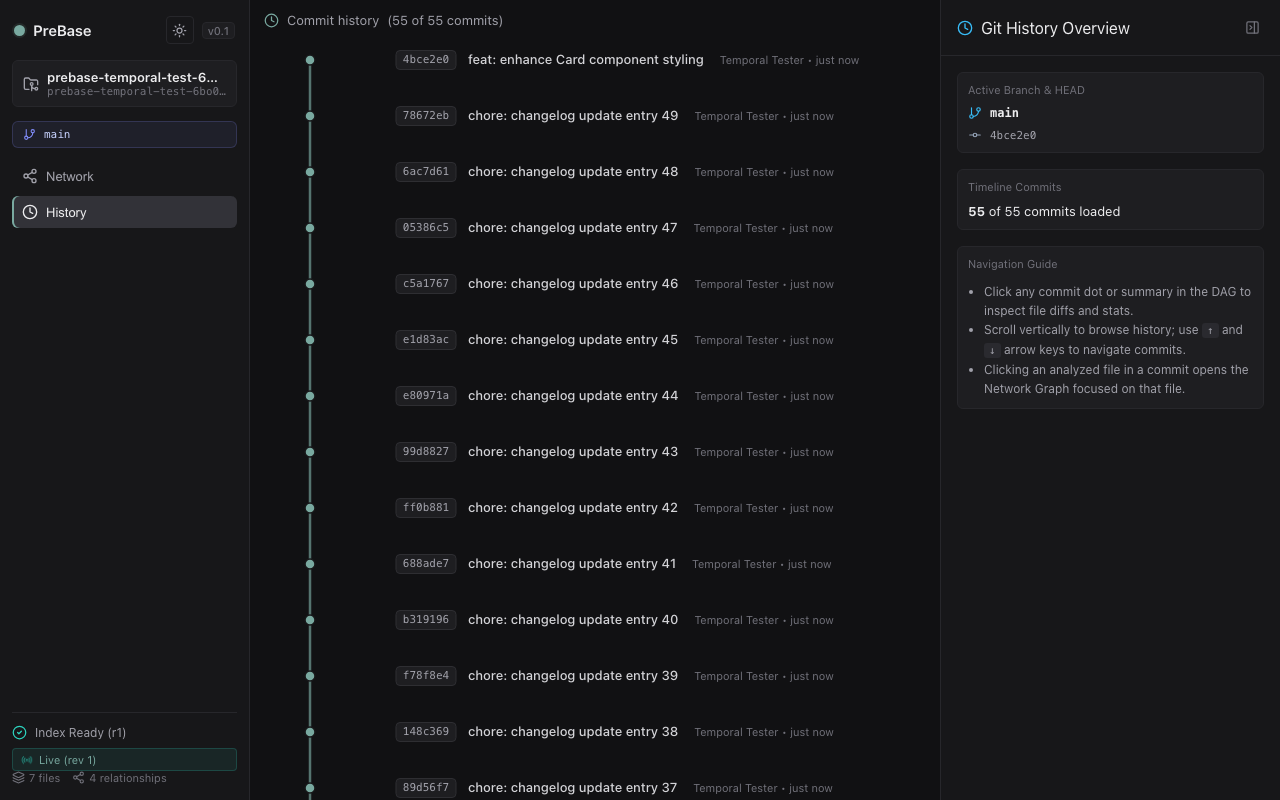 PreBase
v0.1
prebase-temporal-test-6...
prebase-temporal-test-6bo0...
main
Network
History
Index Ready (r1)
Live (rev 1)
7 files
4 relationships
Commit history (55 of 55 commits)
4bce2e0 feat: enhance Card component styling Temporal Tester • just now
78672eb chore: changelog update entry 49 Temporal Tester • just now
6ac7d61 chore: changelog update entry 48 Temporal Tester • just now
05386c5 chore: changelog update entry 47 Temporal Tester • just now
c5a1767 chore: changelog update entry 46 Temporal Tester • just now
e1d83ac chore: changelog update entry 45 Temporal Tester • just now
e80971a chore: changelog update entry 44 Temporal Tester • just now
99d8827 chore: changelog update entry 43 Temporal Tester • just now
ff0b881 chore: changelog update entry 42 Temporal Tester • just now
688ade7 chore: changelog update entry 41 Temporal Tester • just now
b319196 chore: changelog update entry 40 Temporal Tester • just now
f78f8e4 chore: changelog update entry 39 Temporal Tester • just now
148c369 chore: changelog update entry 38 Temporal Tester • just now
89d56f7 chore: changelog update entry 37 Temporal Tester • just now
Git History Overview
Active Branch & HEAD
main
4bce2e0
Timeline Commits
55 of 55 commits loaded
Navigation Guide
• Click any commit dot or summary in the DAG to
inspect file diffs and stats.
• Scroll vertically to browse history; use ↑ and
↓ arrow keys to navigate commits.
• Clicking an analyzed file in a commit opens the
Network Graph focused on that file.